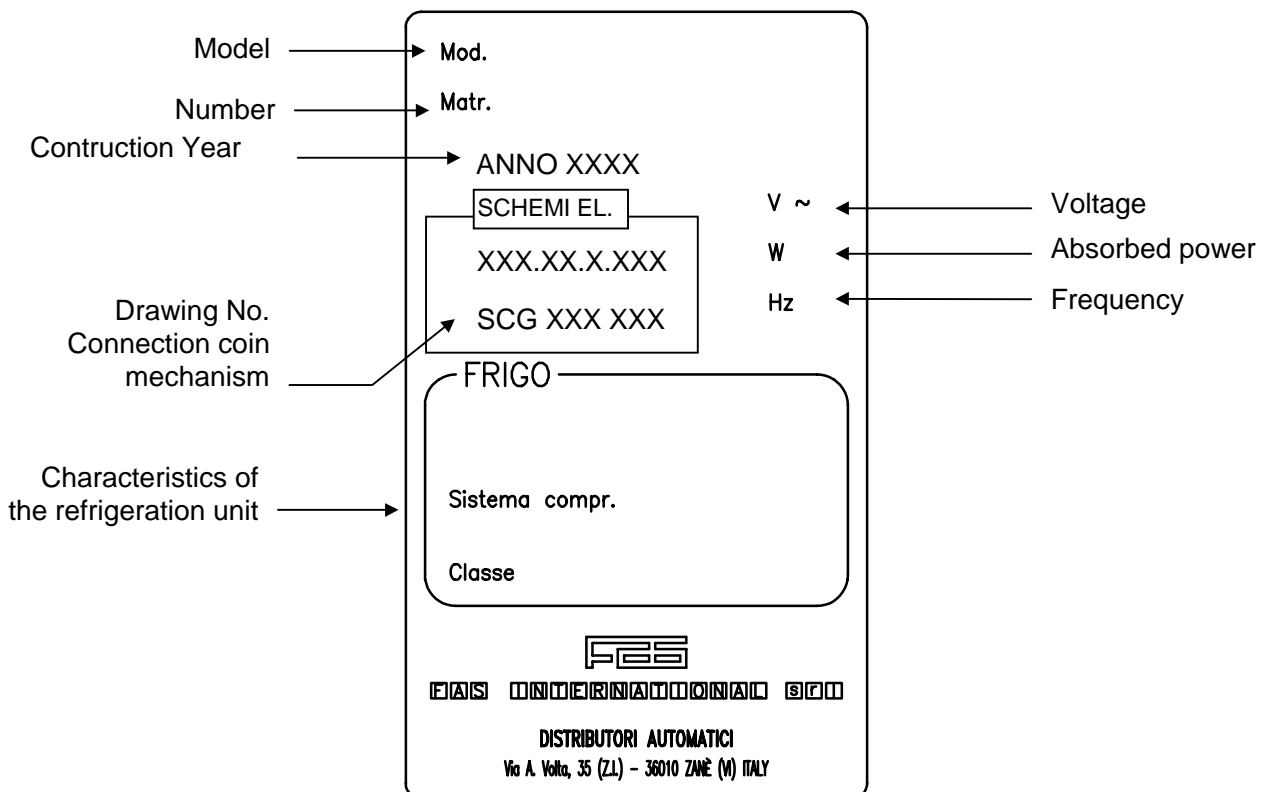 Model
Mod.
Number
Matr.
Contruction Year
ANNO XXXX
SCHEMI EL.
V ~
Voltage
XXX.XX.X.XXX
W
Absorbed power
Hz
Frequency
Drawing No.
Connection coin
mechanism
SCG XXX XXX
FRIGO
Characteristics of
the refrigeration unit
Sistema compr.
Classe
Fas
FAS INTERNATIONAL srl
DISTRIBUTORI AUTOMATICI
Via A. Volta, 35 (Z.I.) - 36010 ZANÈ (VI) ITALY